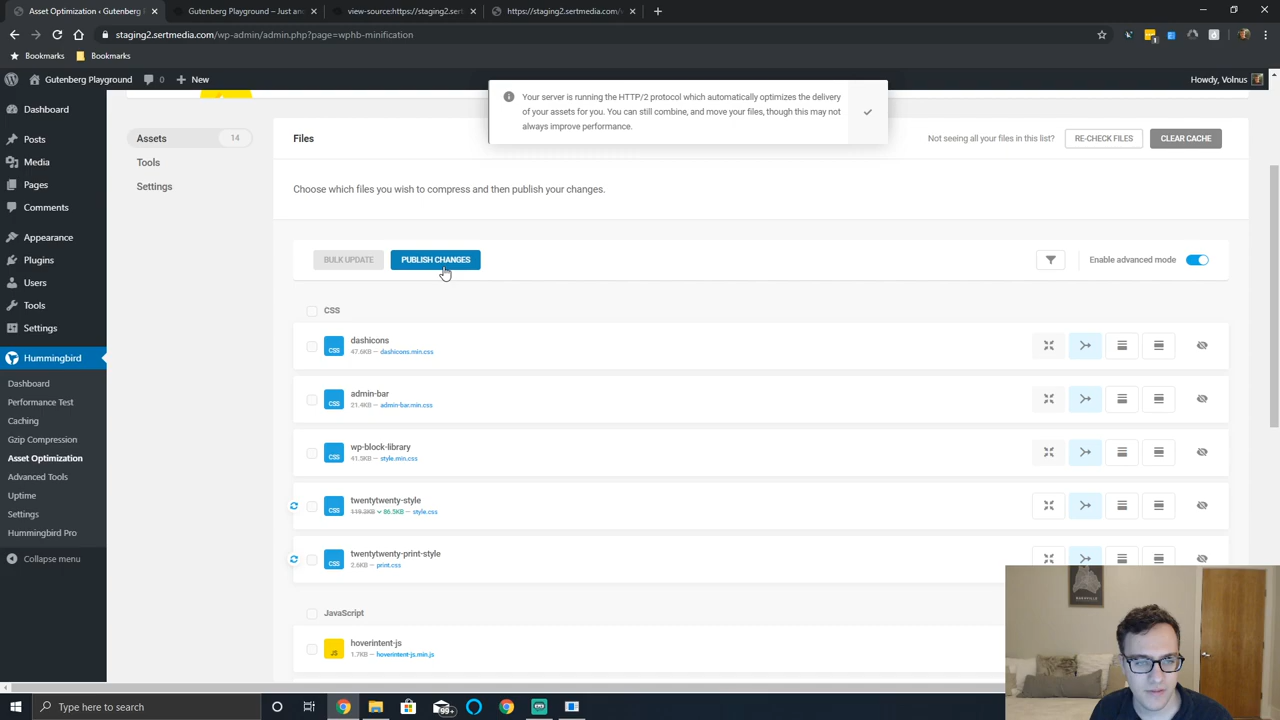 Asset Optimization ‹ Gutenberg P
Gutenberg Playground – Just an
view-source:https://staging2.sert
https://staging2.sertmedia.com/w
staging2.sertmedia.com/wp-admin/admin.php?page=wphb-minification
Bookmarks
Bookmarks
Gutenberg Playground
0
New
Howdy, Volnus
Your server is running the HTTP/2 protocol which automatically optimizes the delivery
of your assets for you. You can still combine, and move your files, though this may not
always improve performance.
Dashboard
Posts
Media
Pages
Comments
Appearance
Plugins
Users
Tools
Settings
Hummingbird
Dashboard
Performance Test
Caching
Gzip Compression
Asset Optimization
Advanced Tools
Uptime
Settings
Hummingbird Pro
Collapse menu
Assets
14
Tools
Settings
Files
Not seeing all your files in this list?
RE-CHECK FILES
CLEAR CACHE
Choose which files you wish to compress and then publish your changes.
BULK UPDATE
PUBLISH CHANGES
Enable advanced mode
CSS
dashicons
CSS
47.6KB — dashicons.min.css
admin-bar
CSS
21.4KB — admin-bar.min.css
wp-block-library
CSS
41.5KB — style.min.css
twentytwenty-style
CSS
119.3KB 86.5KB — style.css
twentytwenty-print-style
CSS
2.6KB — print.css
JavaScript
hoverintent-js
JS
1.7KB — hoverintent-js.min.js
Type here to search
99+